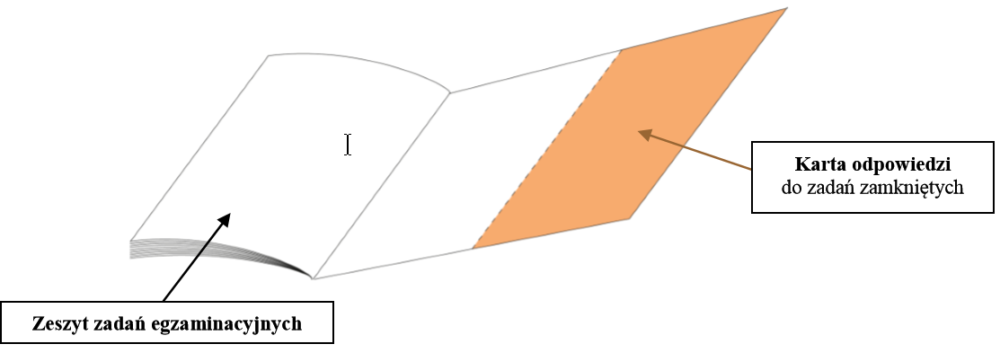 Karta odpowiedzi
do zadań zamkniętych
Zeszyt zadań egzaminacyjnych